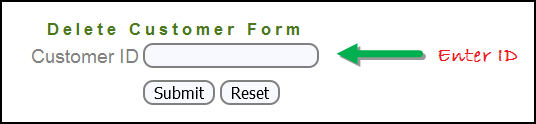 Delete Customer Form
Customer ID
Enter ID
Submit Reset